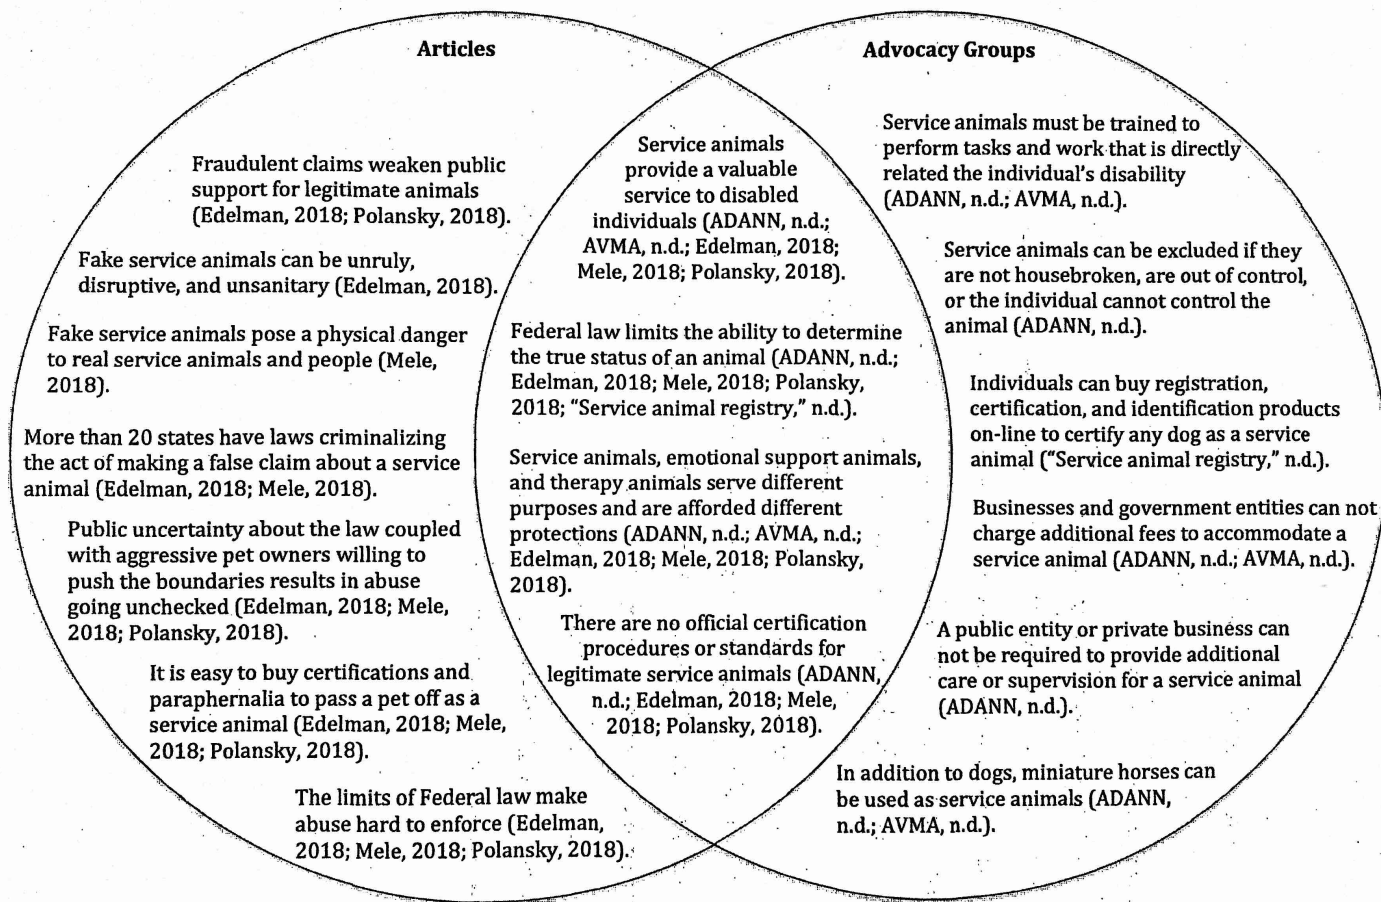 Articles
Fraudulent claims weaken public
support for legitimate animals
(Edelman, 2018; Polansky, 2018).
Fake service animals can be unruly,
disruptive, and unsanitary (Edelman, 2018).
Fake service animals pose a physical danger
to real service animals and people (Mele,
2018).
More than 20 states have laws criminalizing
the act of making a false claim about a service
animal (Edelman, 2018; Mele, 2018).
Public uncertainty about the law coupled
with aggressive pet owners willing to
push the boundaries results in abuse
going unchecked (Edelman, 2018; Mele,
2018; Polansky, 2018).
It is easy to buy certifications and
paraphernalia to pass a pet off as a
service animal (Edelman, 2018; Mele,
2018; Polansky, 2018).
The limits of Federal law make
abuse hard to enforce (Edelman,
2018; Mele, 2018; Polansky, 2018).
Service animals
provide a valuable
service to disabled
individuals (ADANN, n.d.;
AVMA, n.d.; Edelman, 2018;
Mele, 2018; Polansky, 2018).
Federal law limits the ability to determine
the true status of an animal (ADANN, n.d.;
Edelman, 2018; Mele, 2018; Polansky,
2018; "Service animal registry," n.d.).
Service animals, emotional support animals,
and therapy animals serve different
purposes and are afforded different
protections (ADANN, n.d.; AVMA, n.d.;
Edelman, 2018; Mele, 2018; Polansky,
2018).
There are no official certification
procedures or standards for
legitimate service animals (ADANN,
n.d.; Edelman, 2018; Mele,
2018; Polansky, 2018).
Advocacy Groups
Service animals must be trained to
perform tasks and work that is directly
related the individual's disability
(ADANN, n.d.; AVMA, n.d.).
Service animals can be excluded if they
are not housebroken, are out of control,
or the individual cannot control the
animal (ADANN, n.d.).
Individuals can buy registration,
certification, and identification products
on-line to certify any dog as a service
animal ("Service animal registry," n.d.).
Businesses and government entities can not
charge additional fees to accommodate a
service animal (ADANN, n.d.; AVMA, n.d.).
A public entity or private business can
not be required to provide additional
care or supervision for a service animal
(ADANN, n.d.).
In addition to dogs, miniature horses can
be used as service animals (ADANN,
n.d.; AVMA, n.d.).